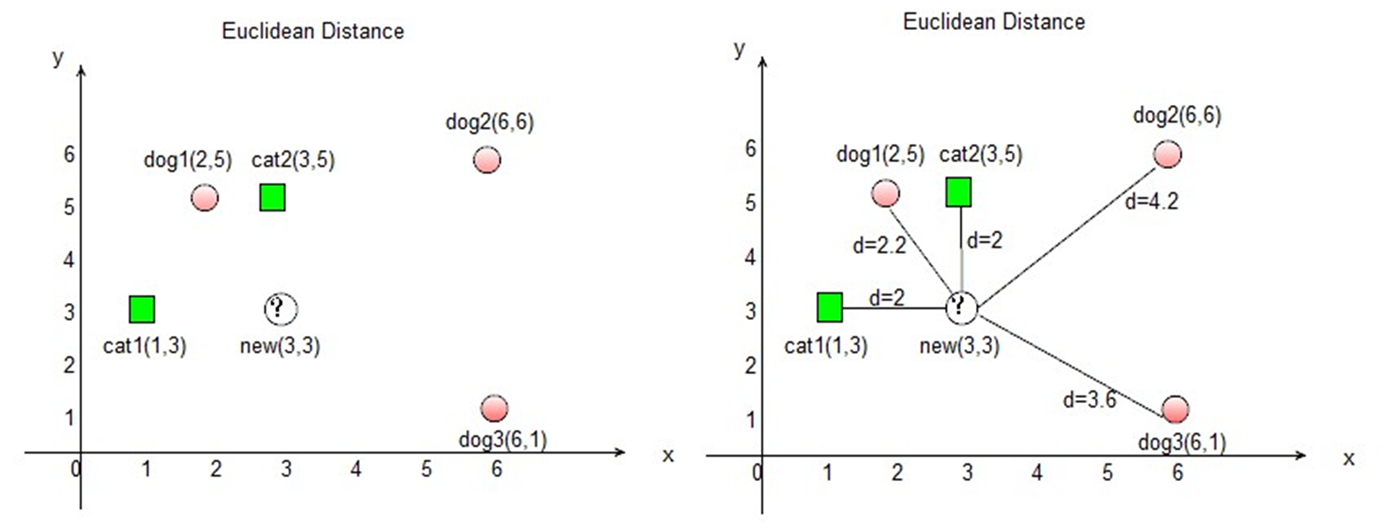 Euclidean Distance
y
dog2(6,6)
6
dog1(2,5) cat2(3,5)
5
4
3
?
cat1(1,3) new(3,3)
2
1
dog3(6,1)
0 1 2 3 4 5 6 x
Euclidean Distance
y
dog2(6,6)
6
dog1(2,5) cat2(3,5)
5
d=4.2
d=2.2 d=2
4
d=2
3
?
cat1(1,3) new(3,3)
2
d=3.6
1
dog3(6,1)
0 1 2 3 4 5 6 x